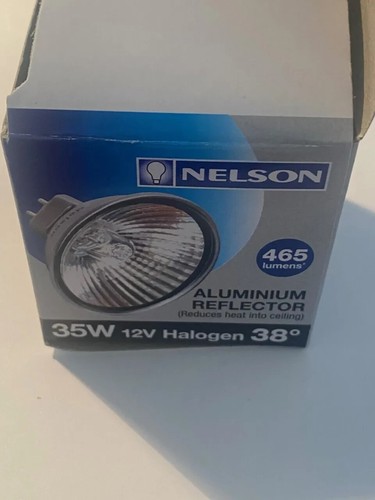 NELSON
465
lumens*
ALUMINIUM
REFLECTOR
(Reduces heat into ceiling)
35W 12V Halogen 38°